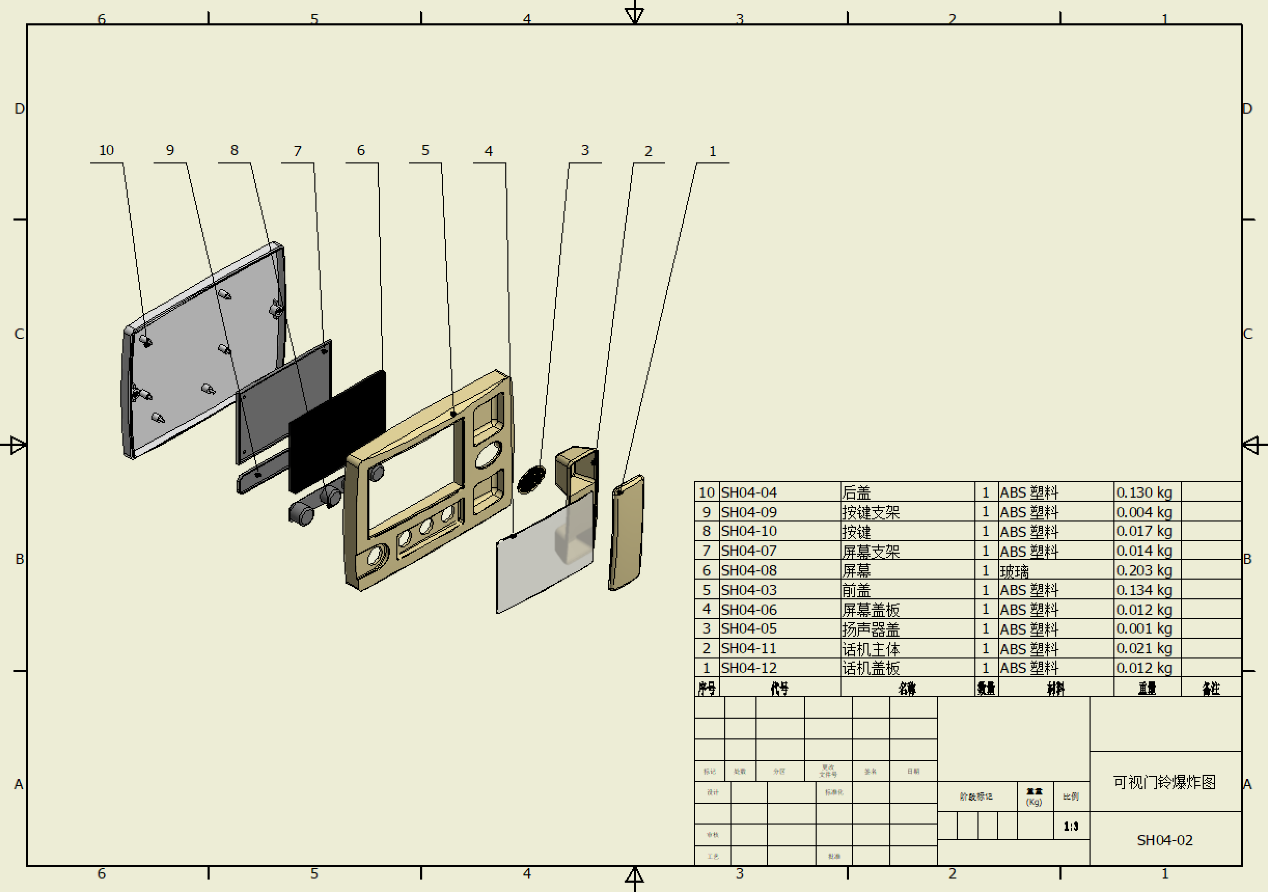 6 5 4 3 2 1
D D
10 9 8 7 6 5 4 3 2 1
C C
B B
10 SH04-04 后盖 1 ABS 塑料 0.130 kg
9 SH04-09 按键支架 1 ABS 塑料 0.004 kg
8 SH04-10 按键 1 ABS 塑料 0.017 kg
7 SH04-07 屏幕支架 1 ABS 塑料 0.014 kg
6 SH04-08 屏幕 1 玻璃 0.203 kg
5 SH04-03 前盖 1 ABS 塑料 0.134 kg
4 SH04-06 屏幕盖板 1 ABS 塑料 0.012 kg
3 SH04-05 扬声器盖 1 ABS 塑料 0.001 kg
2 SH04-11 话机主体 1 ABS 塑料 0.021 kg
1 SH04-12 话机盖板 1 ABS 塑料 0.012 kg
序号 代号 名称 数量 材料 重量 备注
标记 处数 分区 更改文件号 签名 日期
设计 标准化
阶段标记 重量(Kg) 比例
可视门铃爆炸图
A A
1:3
审核
SH04-02
工艺 批准
6 5 4 3 2 1